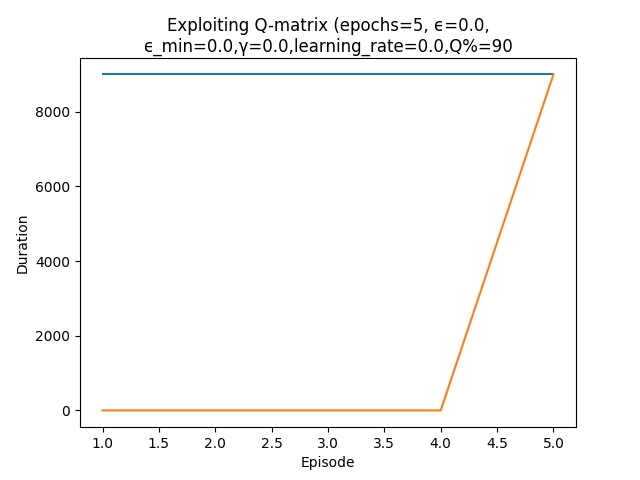 Exploiting Q-matrix (epochs=5, ϵ=0.0,
ϵ_min=0.0,γ=0.0,learning_rate=0.0,Q%=90
8000
6000
4000
2000
0
Duration
1.0 1.5 2.0 2.5 3.0 3.5 4.0 4.5 5.0
Episode